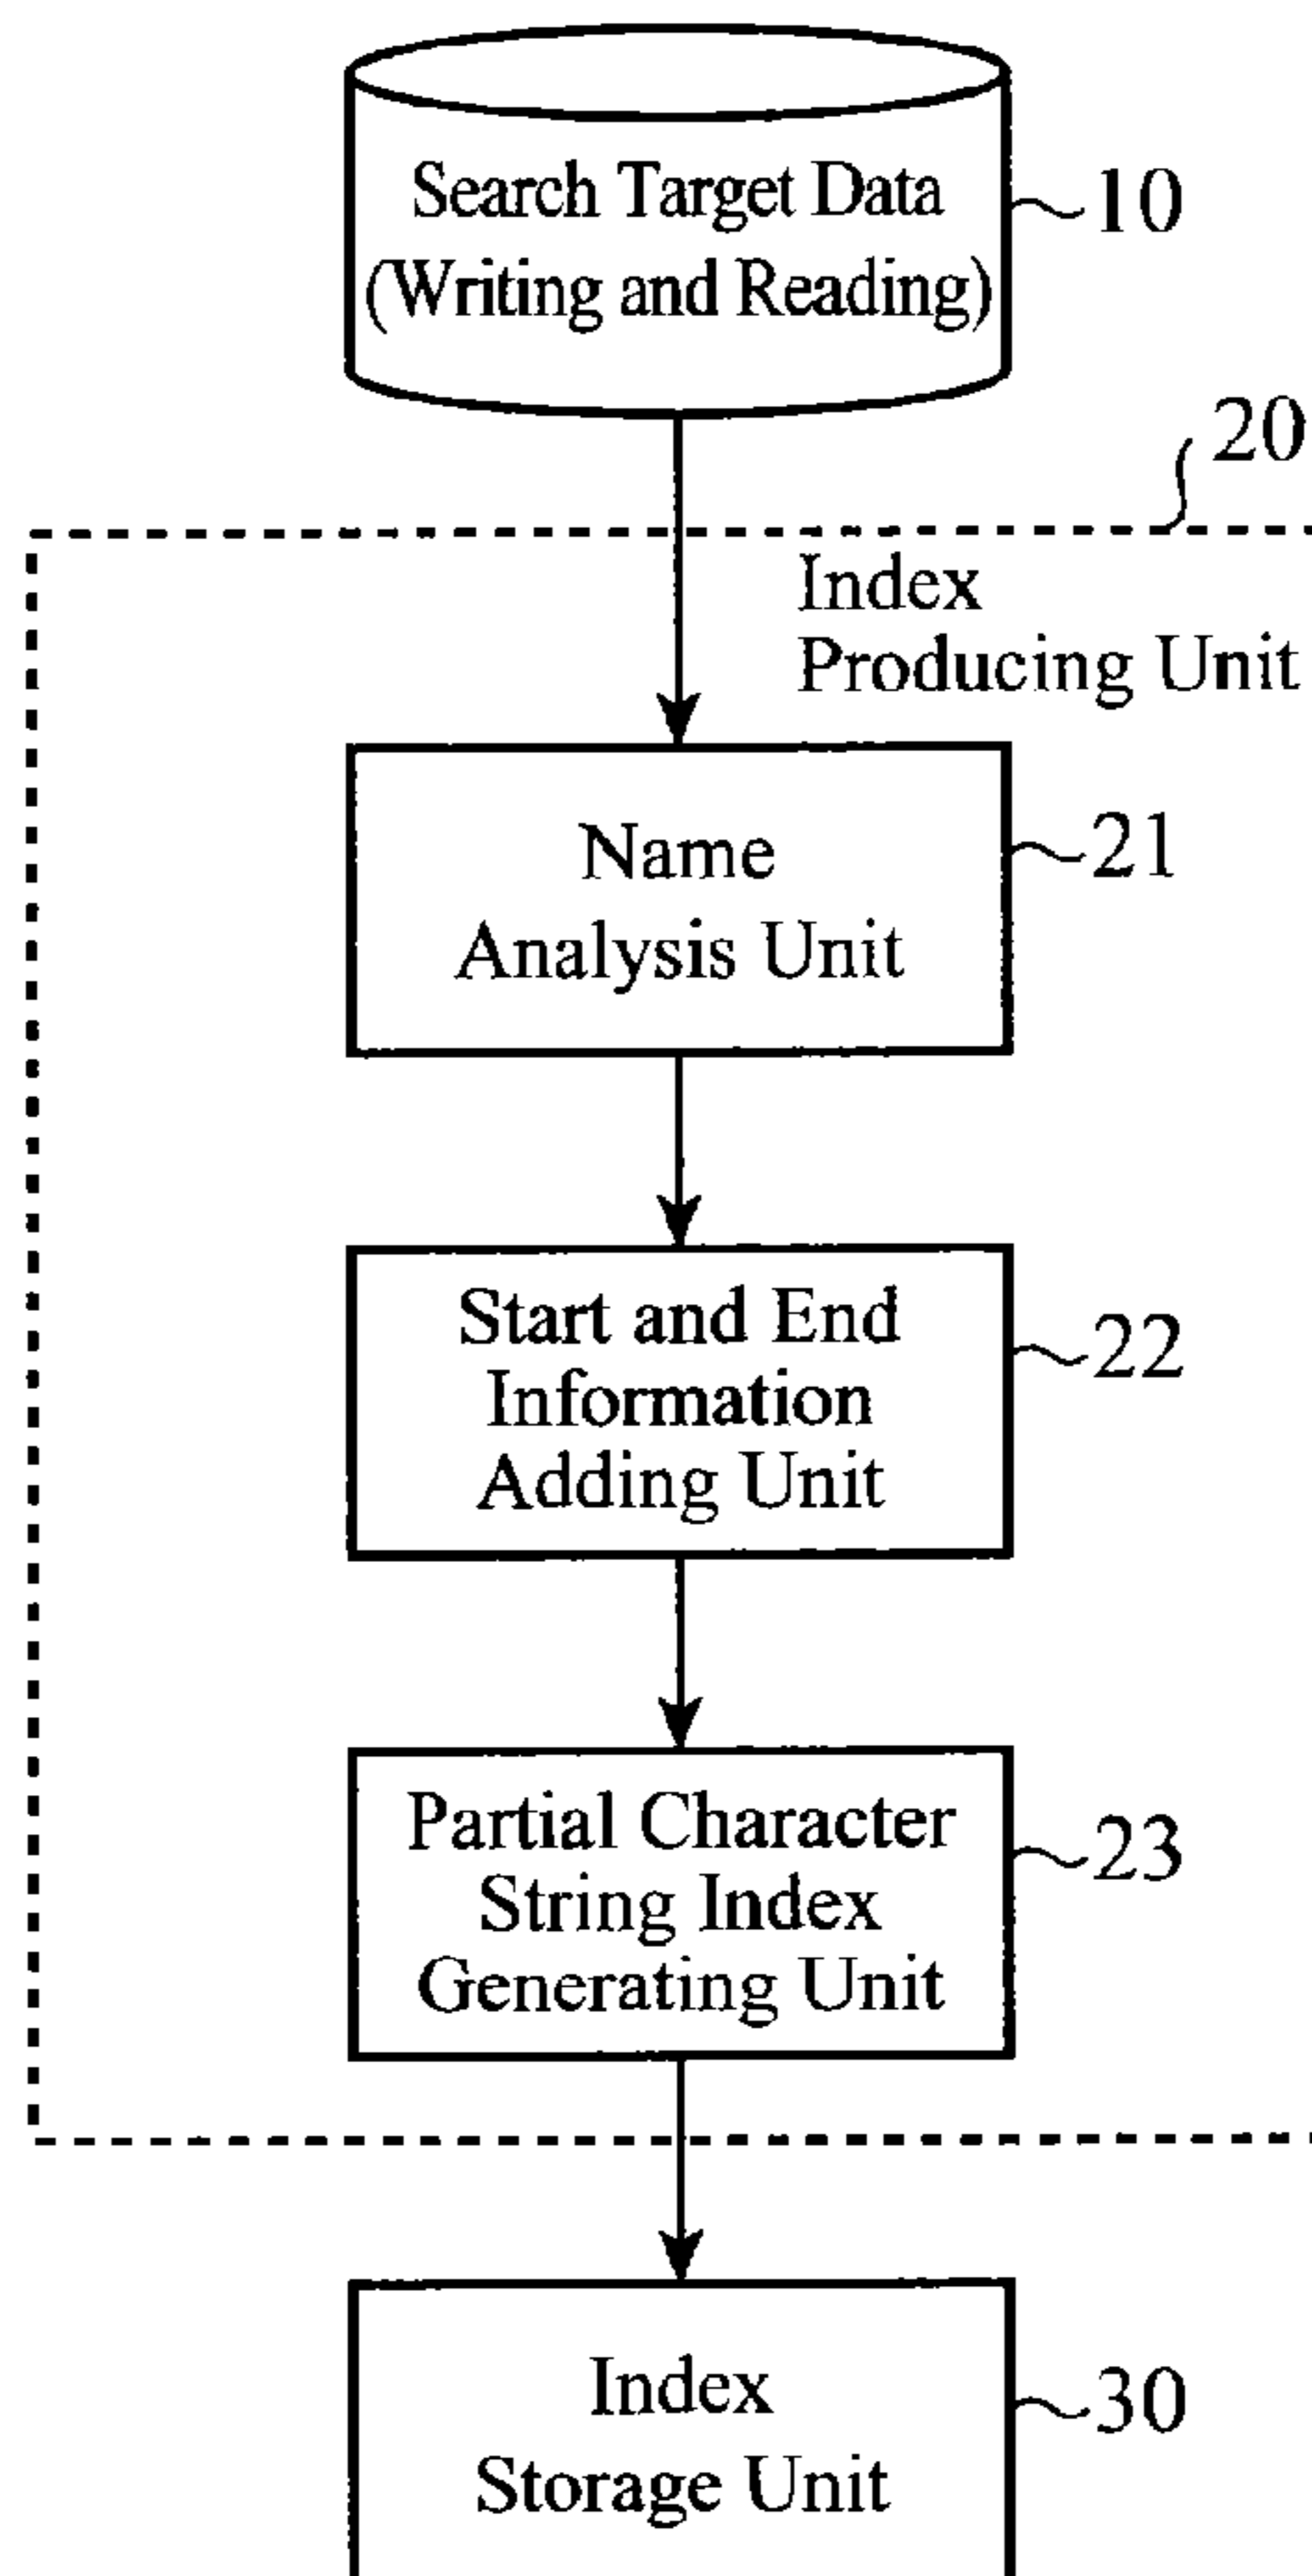 Search Target Data
(Writing and Reading)
10
20
Index
Producing Unit
Name
Analysis Unit
21
Start and End
Information
Adding Unit
22
Partial Character
String Index
Generating Unit
23
Index
Storage Unit
30